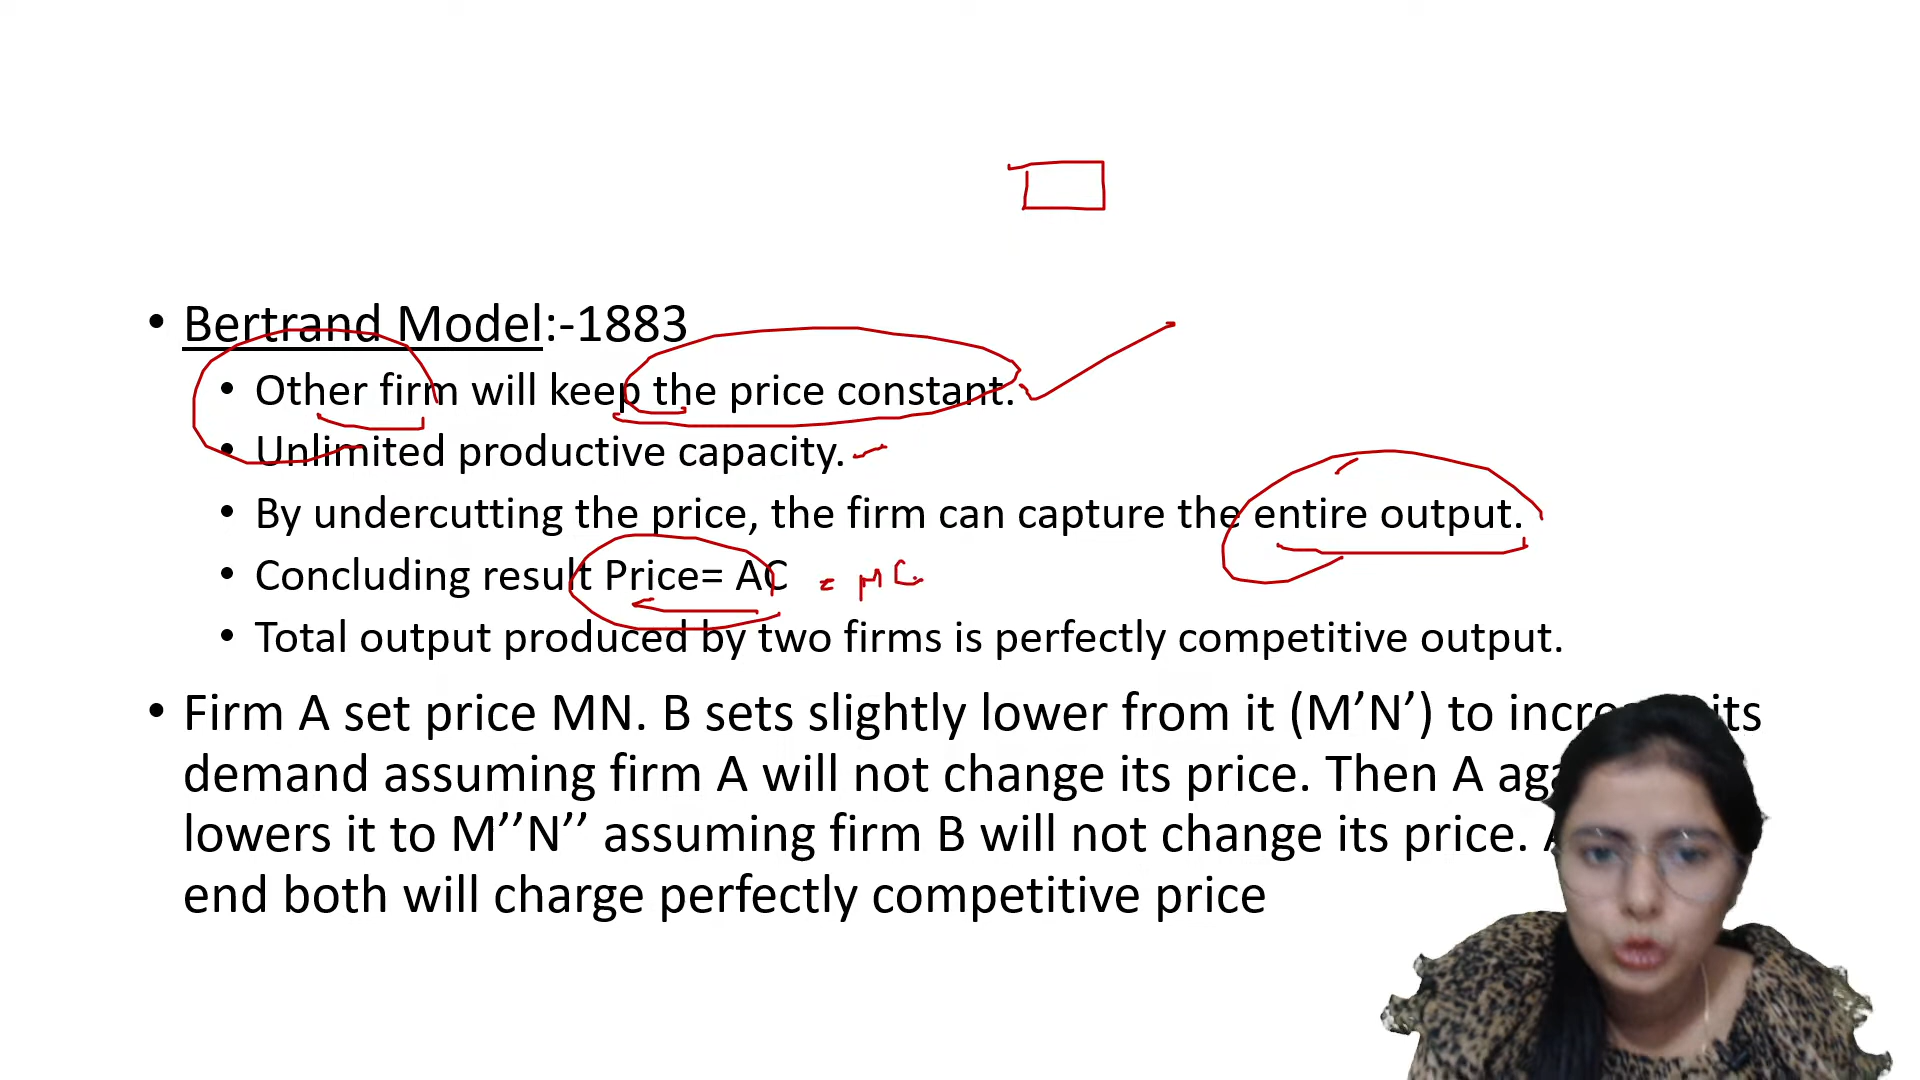 • Bertrand Model:-1883
• Other firm will keep the price constant.
• Unlimited productive capacity.
• By undercutting the price, the firm can capture the entire output.
• Concluding result Price= AC = MC
• Total output produced by two firms is perfectly competitive output.
• Firm A set price MN. B sets slightly lower from it (M’N’) to its
demand assuming firm A will not change its price. Then A
lowers it to M’’N’’ assuming firm B will not change its price.
end both will charge perfectly competitive price